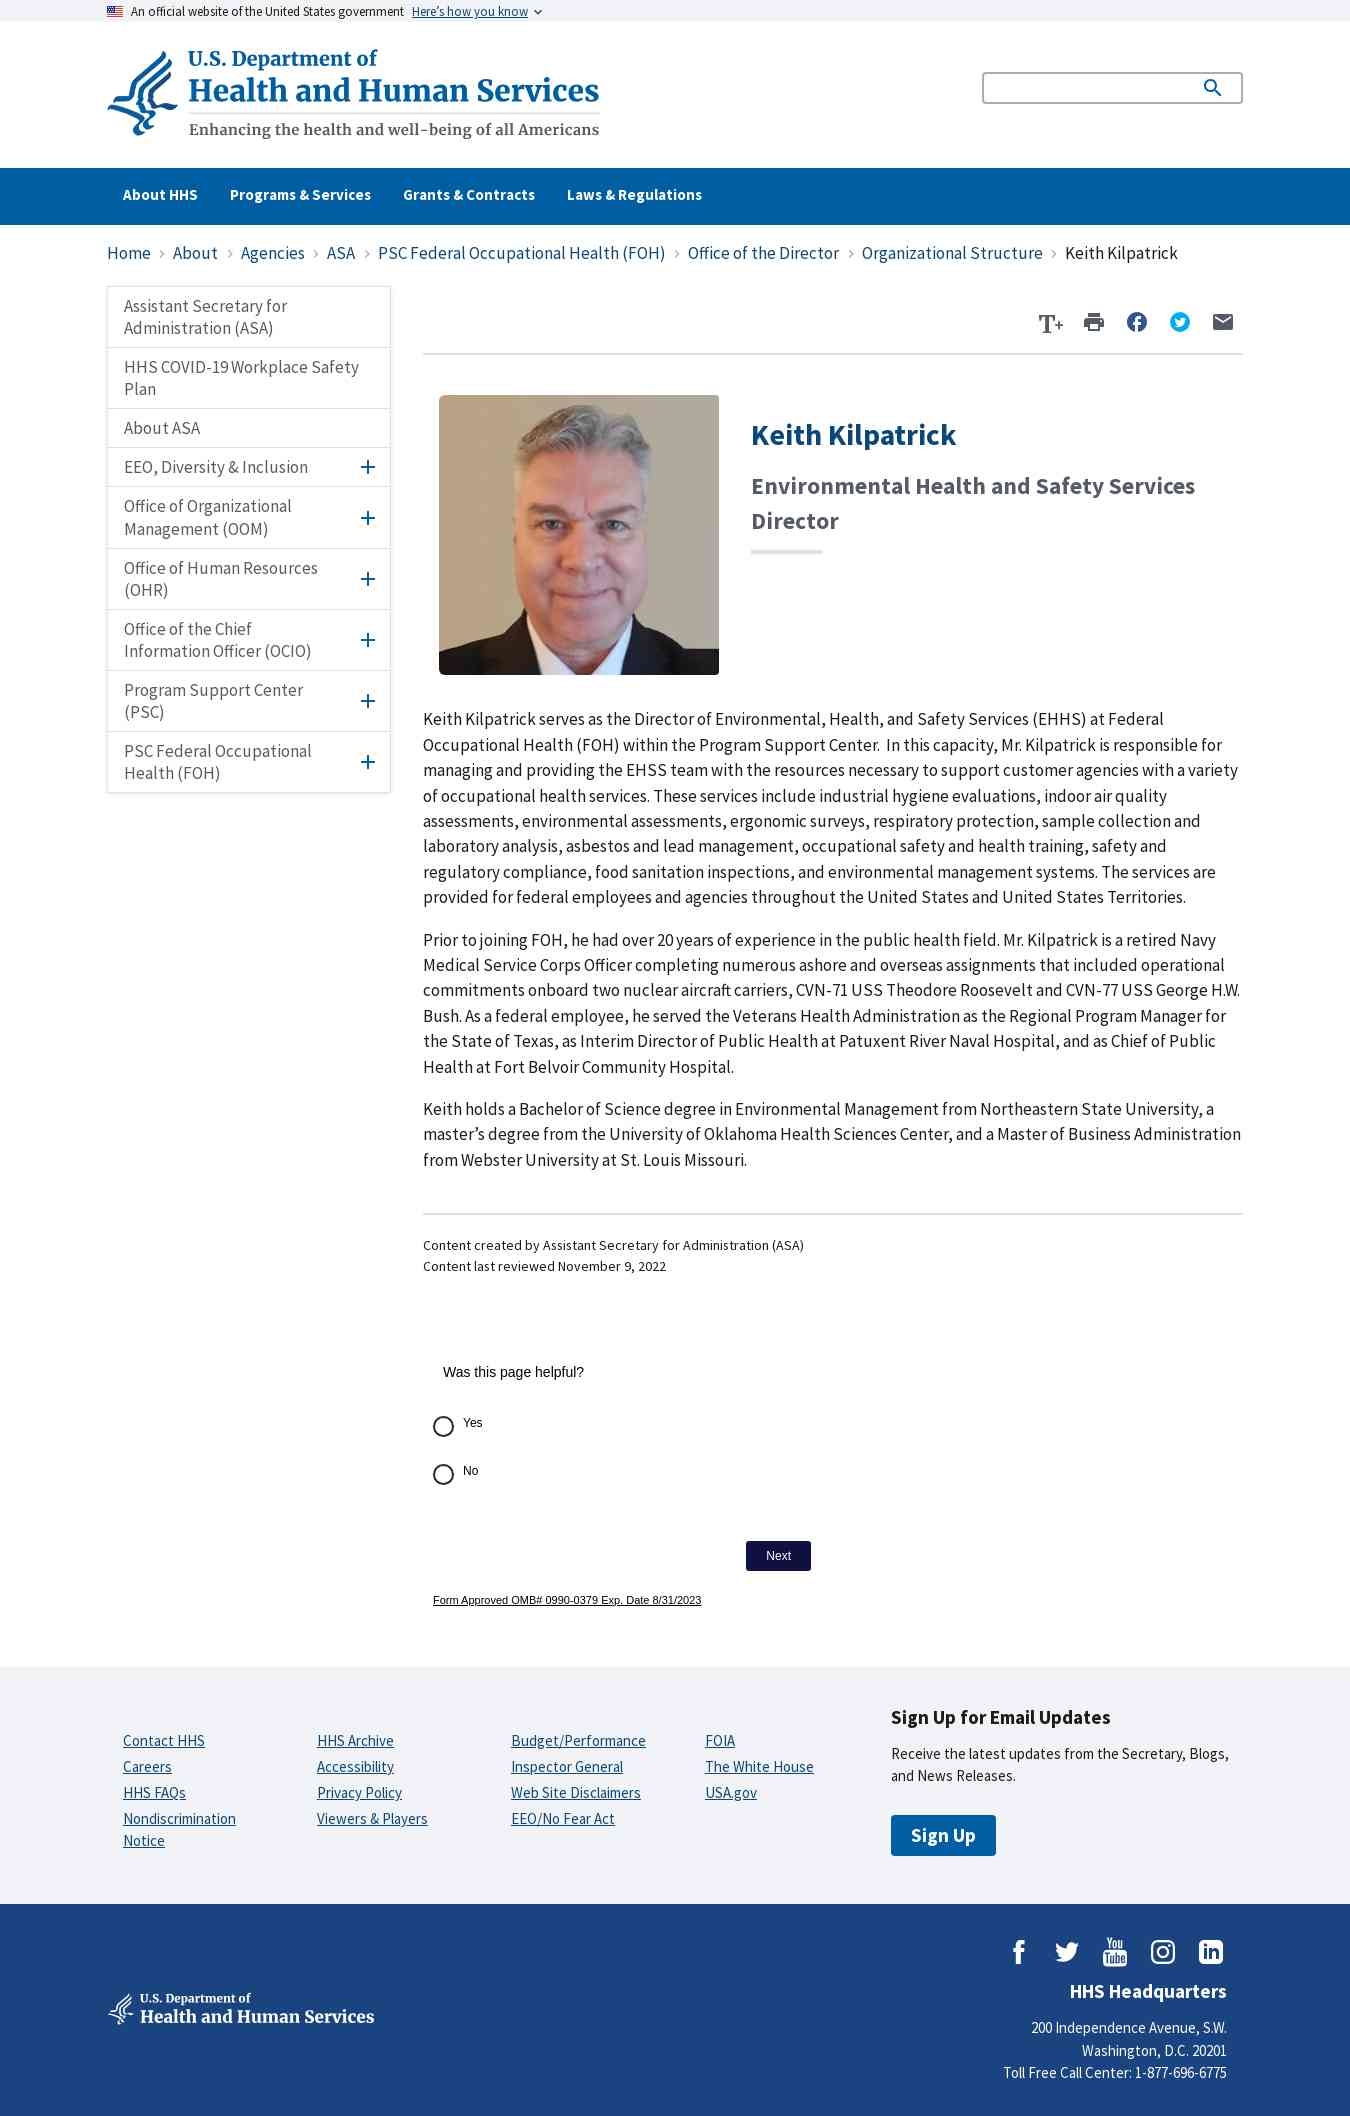 An official website of the United States government Here's how you know
U.S. Department of
Health and Human Services
Enhancing the health and well-being of all Americans
About HHS Programs & Services Grants & Contracts Laws & Regulations
Home › About › Agencies › ASA › PSC Federal Occupational Health (FOH) › Office of the Director › Organizational Structure › Keith Kilpatrick
Assistant Secretary for
Administration (ASA)
HHS COVID-19 Workplace Safety
Plan
About ASA
EEO, Diversity & Inclusion
Office of Organizational
Management (OOM)
Office of Human Resources
(OHR)
Office of the Chief
Information Officer (OCIO)
Program Support Center
(PSC)
PSC Federal Occupational
Health (FOH)
T+
Keith Kilpatrick
Environmental Health and Safety Services
Director
Keith Kilpatrick serves as the Director of Environmental, Health, and Safety Services (EHHS) at Federal
Occupational Health (FOH) within the Program Support Center.  In this capacity, Mr. Kilpatrick is responsible for
managing and providing the EHSS team with the resources necessary to support customer agencies with a variety
of occupational health services. These services include industrial hygiene evaluations, indoor air quality
assessments, environmental assessments, ergonomic surveys, respiratory protection, sample collection and
laboratory analysis, asbestos and lead management, occupational safety and health training, safety and
regulatory compliance, food sanitation inspections, and environmental management systems. The services are
provided for federal employees and agencies throughout the United States and United States Territories.
Prior to joining FOH, he had over 20 years of experience in the public health field. Mr. Kilpatrick is a retired Navy
Medical Service Corps Officer completing numerous ashore and overseas assignments that included operational
commitments onboard two nuclear aircraft carriers, CVN-71 USS Theodore Roosevelt and CVN-77 USS George H.W.
Bush. As a federal employee, he served the Veterans Health Administration as the Regional Program Manager for
the State of Texas, as Interim Director of Public Health at Patuxent River Naval Hospital, and as Chief of Public
Health at Fort Belvoir Community Hospital.
Keith holds a Bachelor of Science degree in Environmental Management from Northeastern State University, a
master’s degree from the University of Oklahoma Health Sciences Center, and a Master of Business Administration
from Webster University at St. Louis Missouri.
Content created by Assistant Secretary for Administration (ASA)
Content last reviewed November 9, 2022
Was this page helpful?
Yes
No
Next
Form Approved OMB# 0990-0379 Exp. Date 8/31/2023
Contact HHS
Careers
HHS FAQs
Nondiscrimination
Notice
HHS Archive
Accessibility
Privacy Policy
Viewers & Players
Budget/Performance
Inspector General
Web Site Disclaimers
EEO/No Fear Act
FOIA
The White House
USA.gov
Sign Up for Email Updates
Receive the latest updates from the Secretary, Blogs,
and News Releases.
Sign Up
You
Tube
in
U.S. Department of
Health and Human Services
HHS Headquarters
200 Independence Avenue, S.W.
Washington, D.C. 20201
Toll Free Call Center: 1-877-696-6775